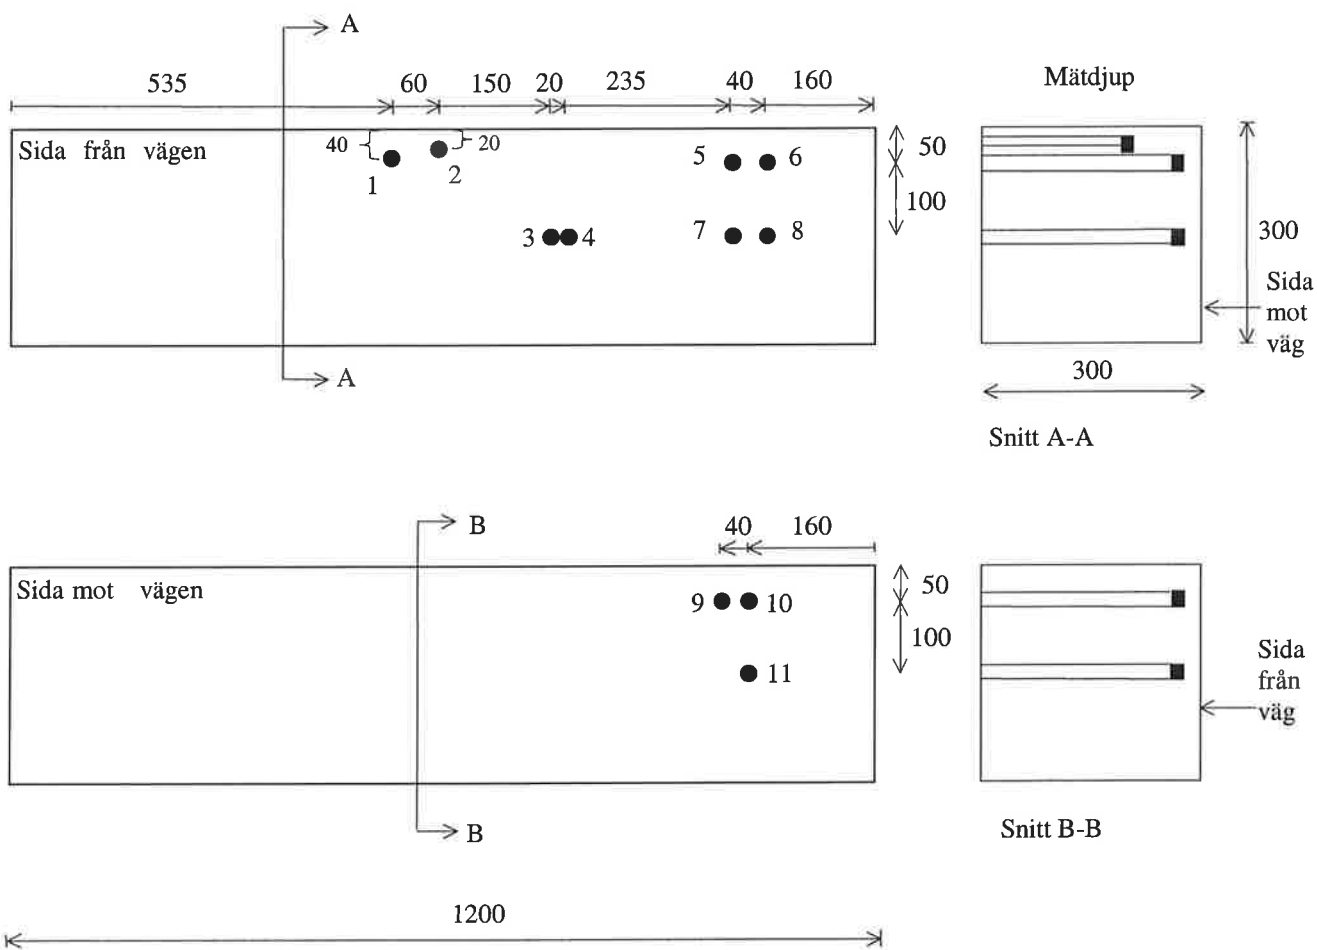 A
535 60 150 20 235 40 160 Mätdjup
Sida från vägen 40 20 5 6 50
1 2
100
3 4 7 8 300
Sida
mot
väg
A 300
Snitt A-A
B 40 160
Sida mot vägen 9 10 50
100
11 Sida
från
väg
B Snitt B-B
1200